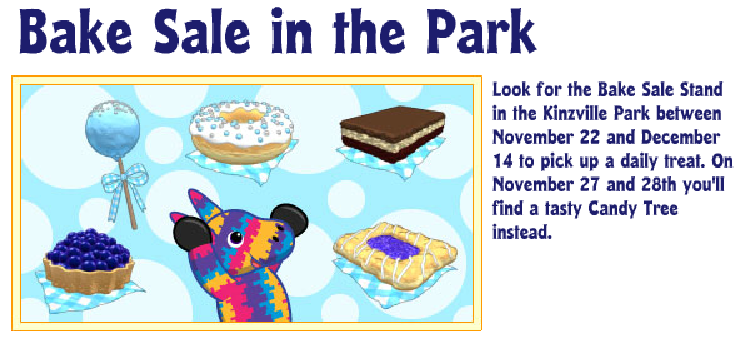 Bake Sale in the Park
Look for the Bake Sale Stand
in the Kinzville Park between
November 22 and December
14 to pick up a daily treat. On
November 27 and 28th you'll
find a tasty Candy Tree
instead.